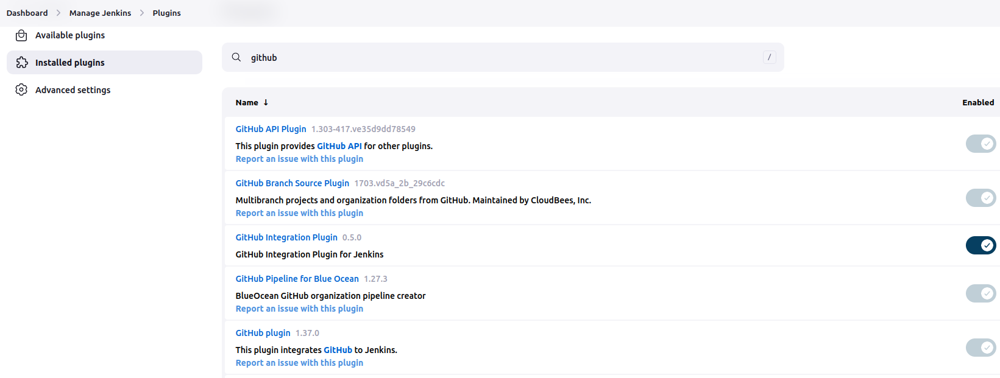 Dashboard > Manage Jenkins > Plugins
Available plugins
Installed plugins
Advanced settings
github /
Name ↓ Enabled
GitHub API Plugin 1.303-417.ve35d9dd78549
This plugin provides GitHub API for other plugins.
Report an issue with this plugin
GitHub Branch Source Plugin 1703.vd5a_2b_29c6cdc
Multibranch projects and organization folders from GitHub. Maintained by CloudBees, Inc.
Report an issue with this plugin
GitHub Integration Plugin 0.5.0
GitHub Integration Plugin for Jenkins
GitHub Pipeline for Blue Ocean 1.27.3
BlueOcean GitHub organization pipeline creator
Report an issue with this plugin
GitHub plugin 1.37.0
This plugin integrates GitHub to Jenkins.
Report an issue with this plugin